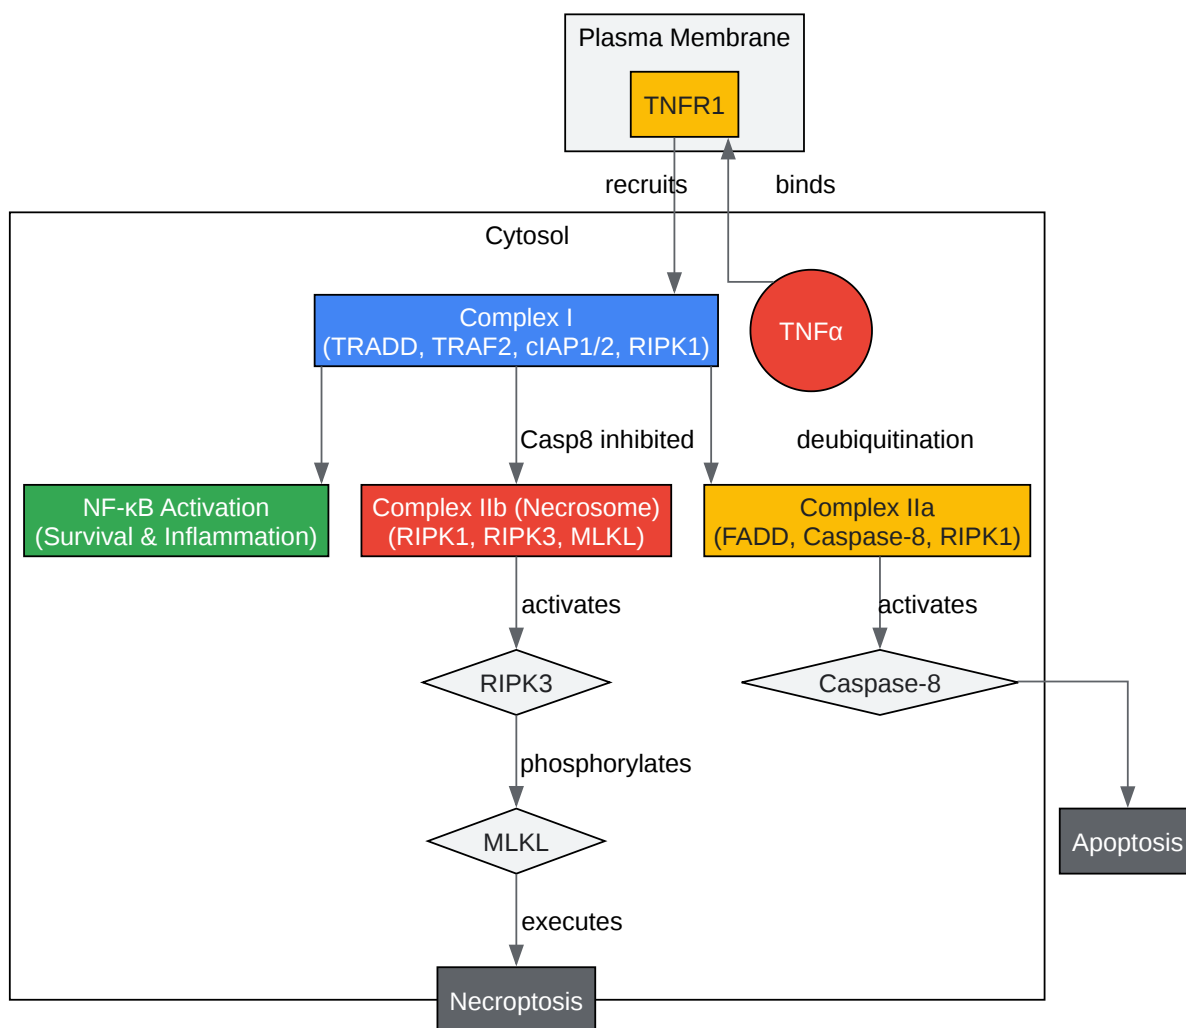 Plasma Membrane
TNFR1
recruits
binds
Cytosol
Complex I
(TRADD, TRAF2, cIAP1/2, RIPK1)
TNFα
Casp8 inhibited
deubiquitination
NF-κB Activation
(Survival & Inflammation)
Complex IIb (Necrosome)
(RIPK1, RIPK3, MLKL)
Complex IIa
(FADD, Caspase-8, RIPK1)
activates
activates
RIPK3
Caspase-8
phosphorylates
MLKL
Apoptosis
executes
Necroptosis